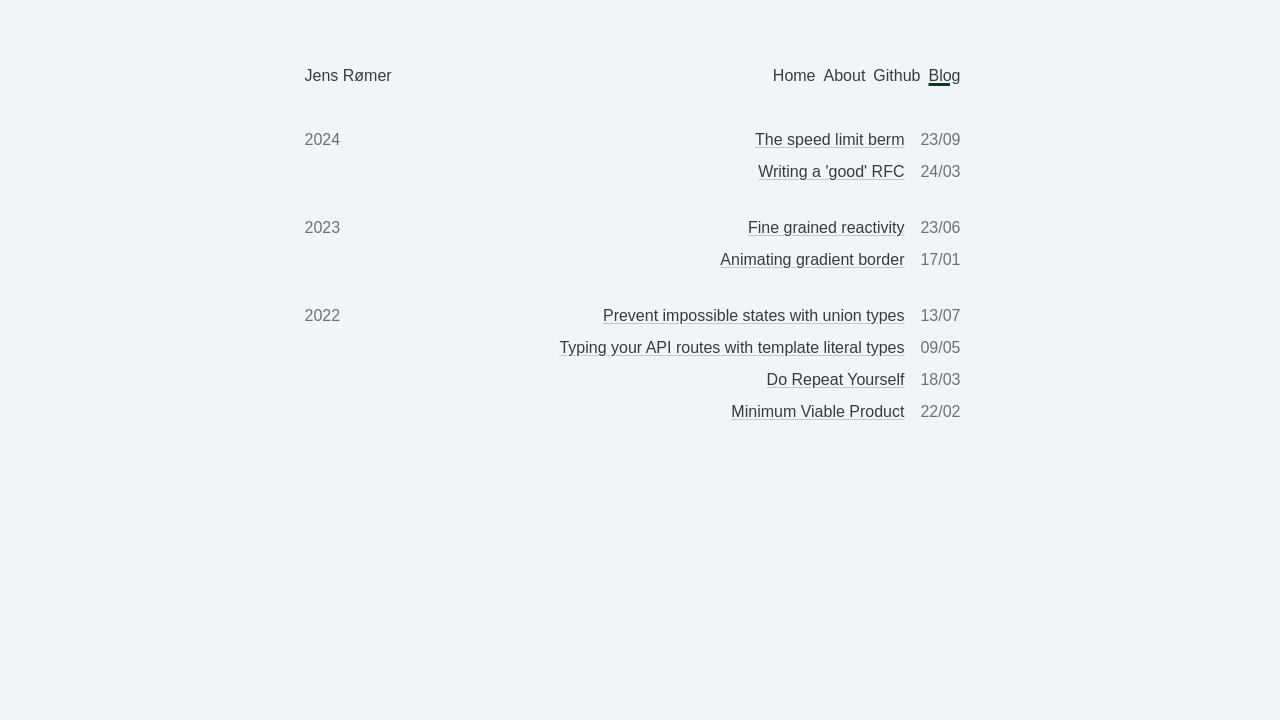 Jens Rømer Home About Github Blog
2024 The speed limit berm 23/09
Writing a 'good' RFC 24/03
2023 Fine grained reactivity 23/06
Animating gradient border 17/01
2022 Prevent impossible states with union types 13/07
Typing your API routes with template literal types 09/05
Do Repeat Yourself 18/03
Minimum Viable Product 22/02